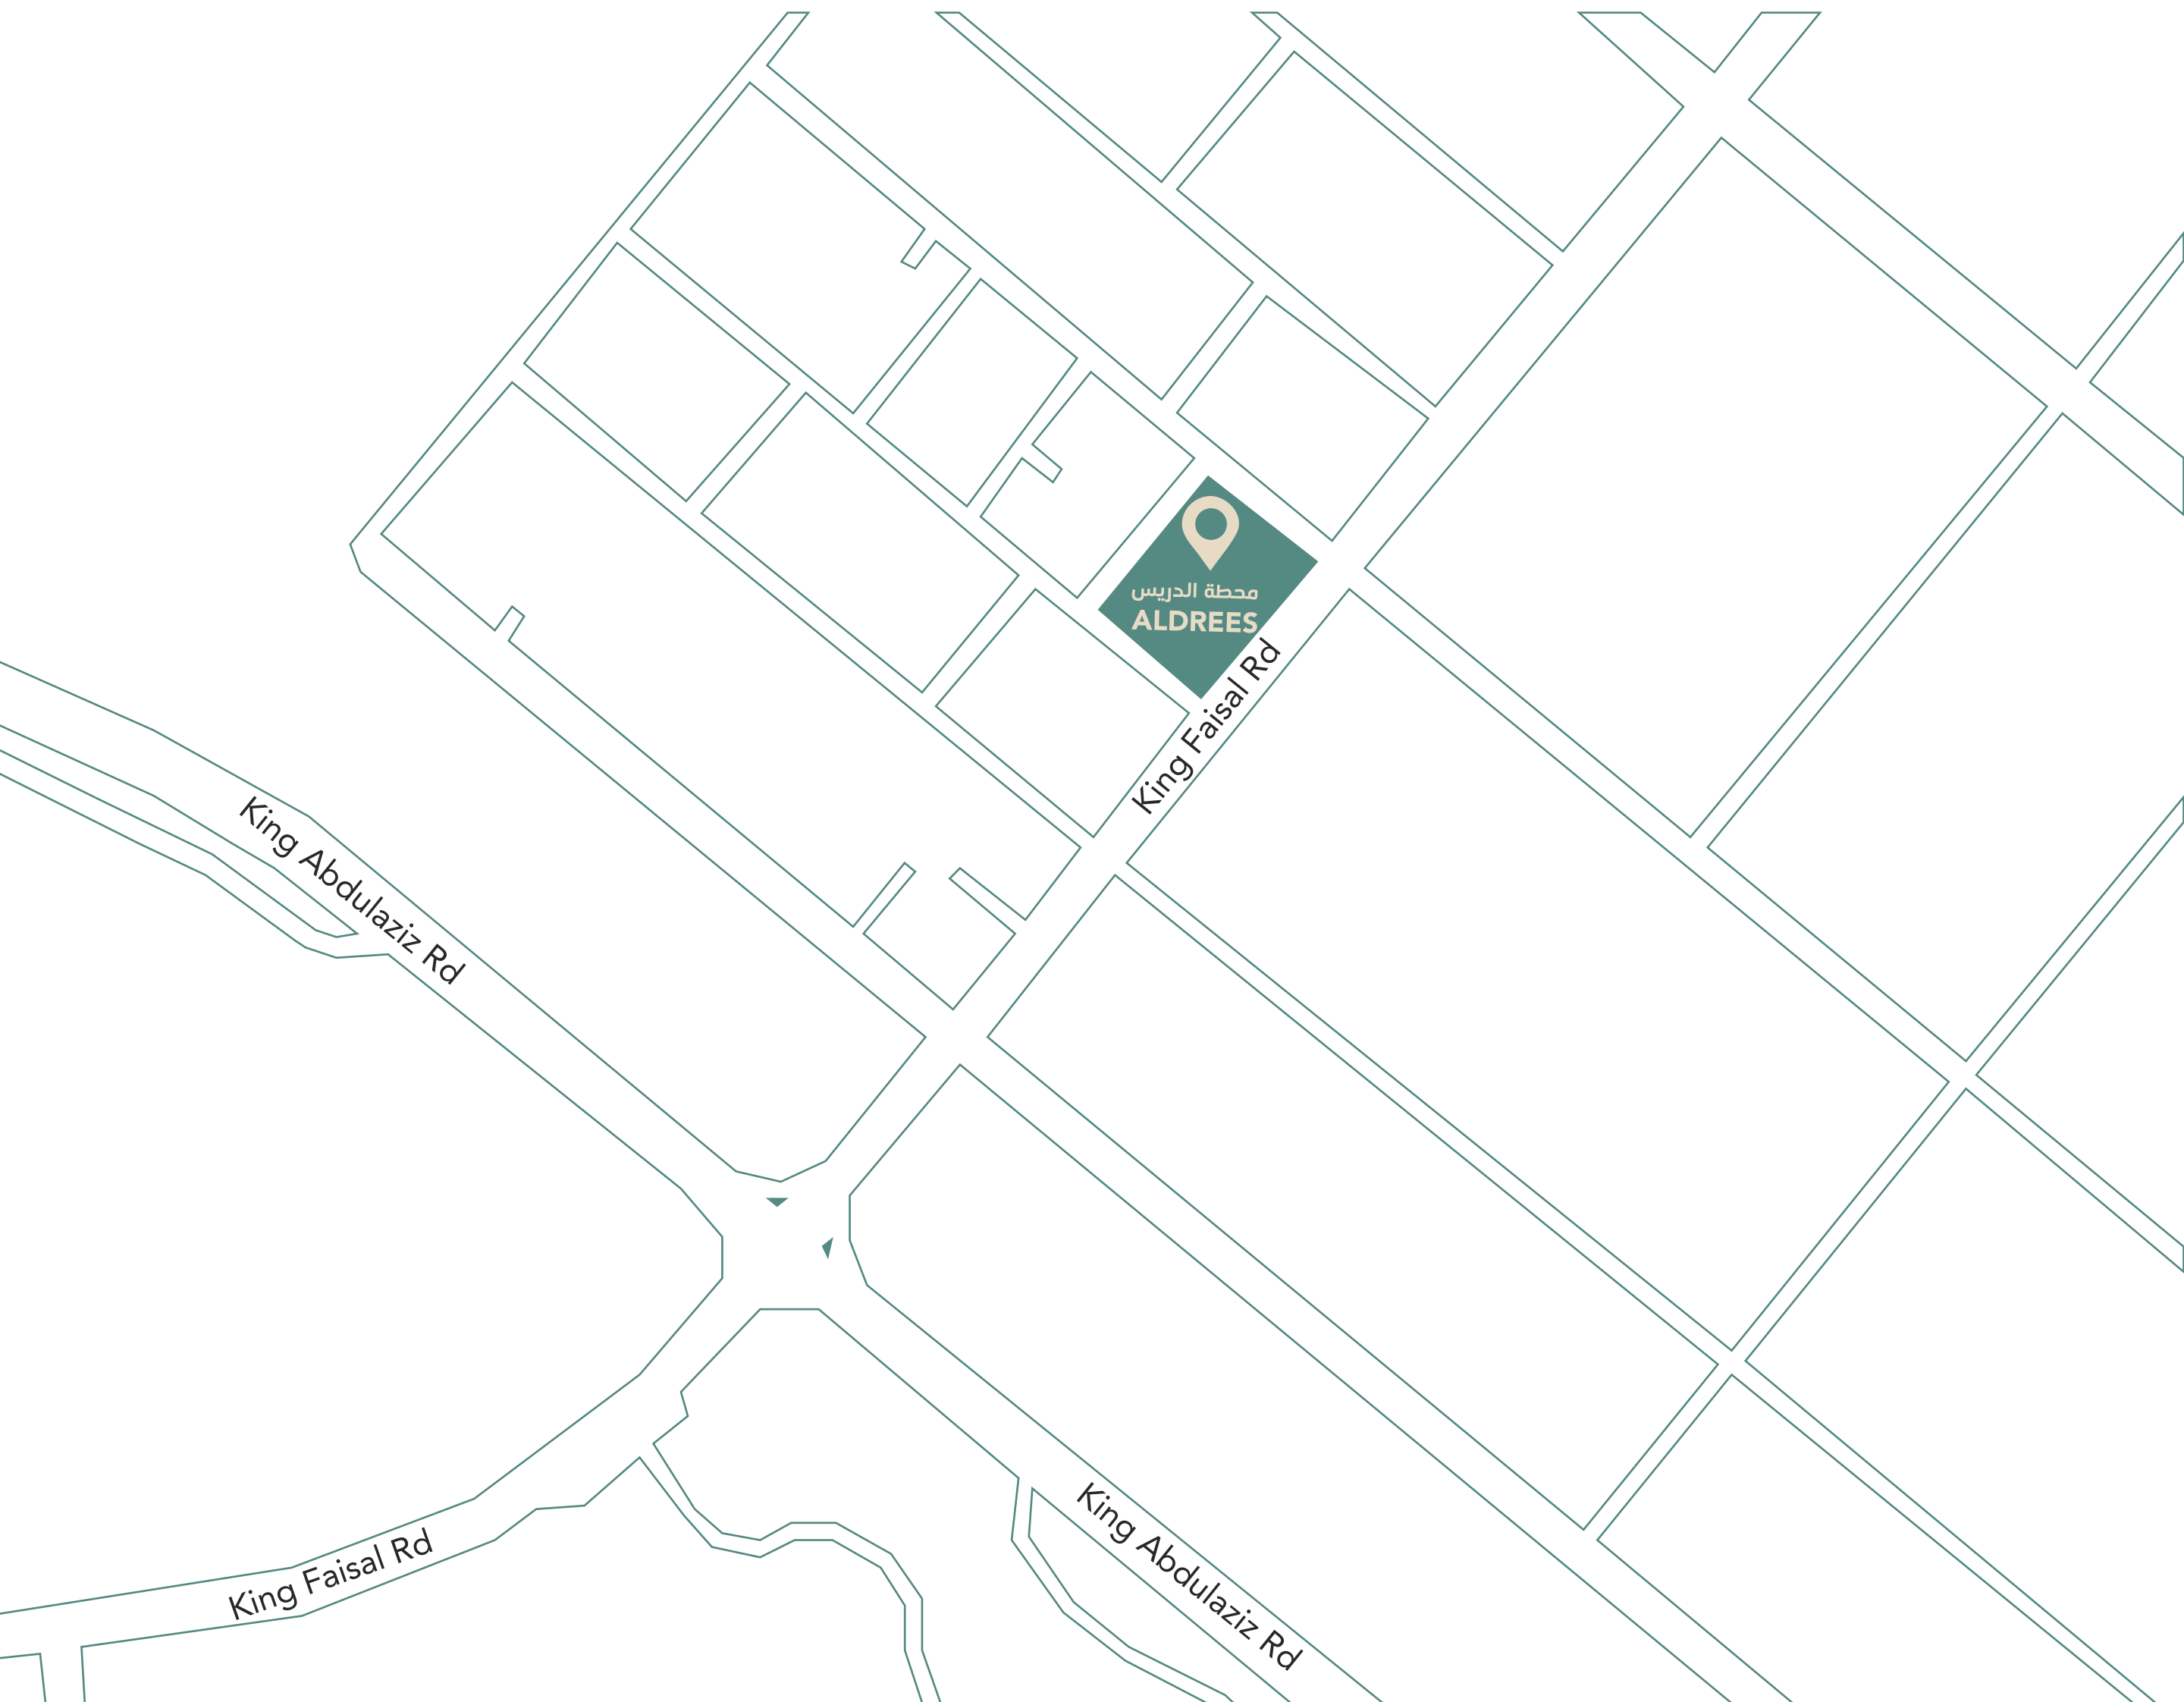 محطة الدريس
ALDREES
King Faisal Rd
King Abdulaziz Rd
King Faisal Rd
King Abdulaziz Rd